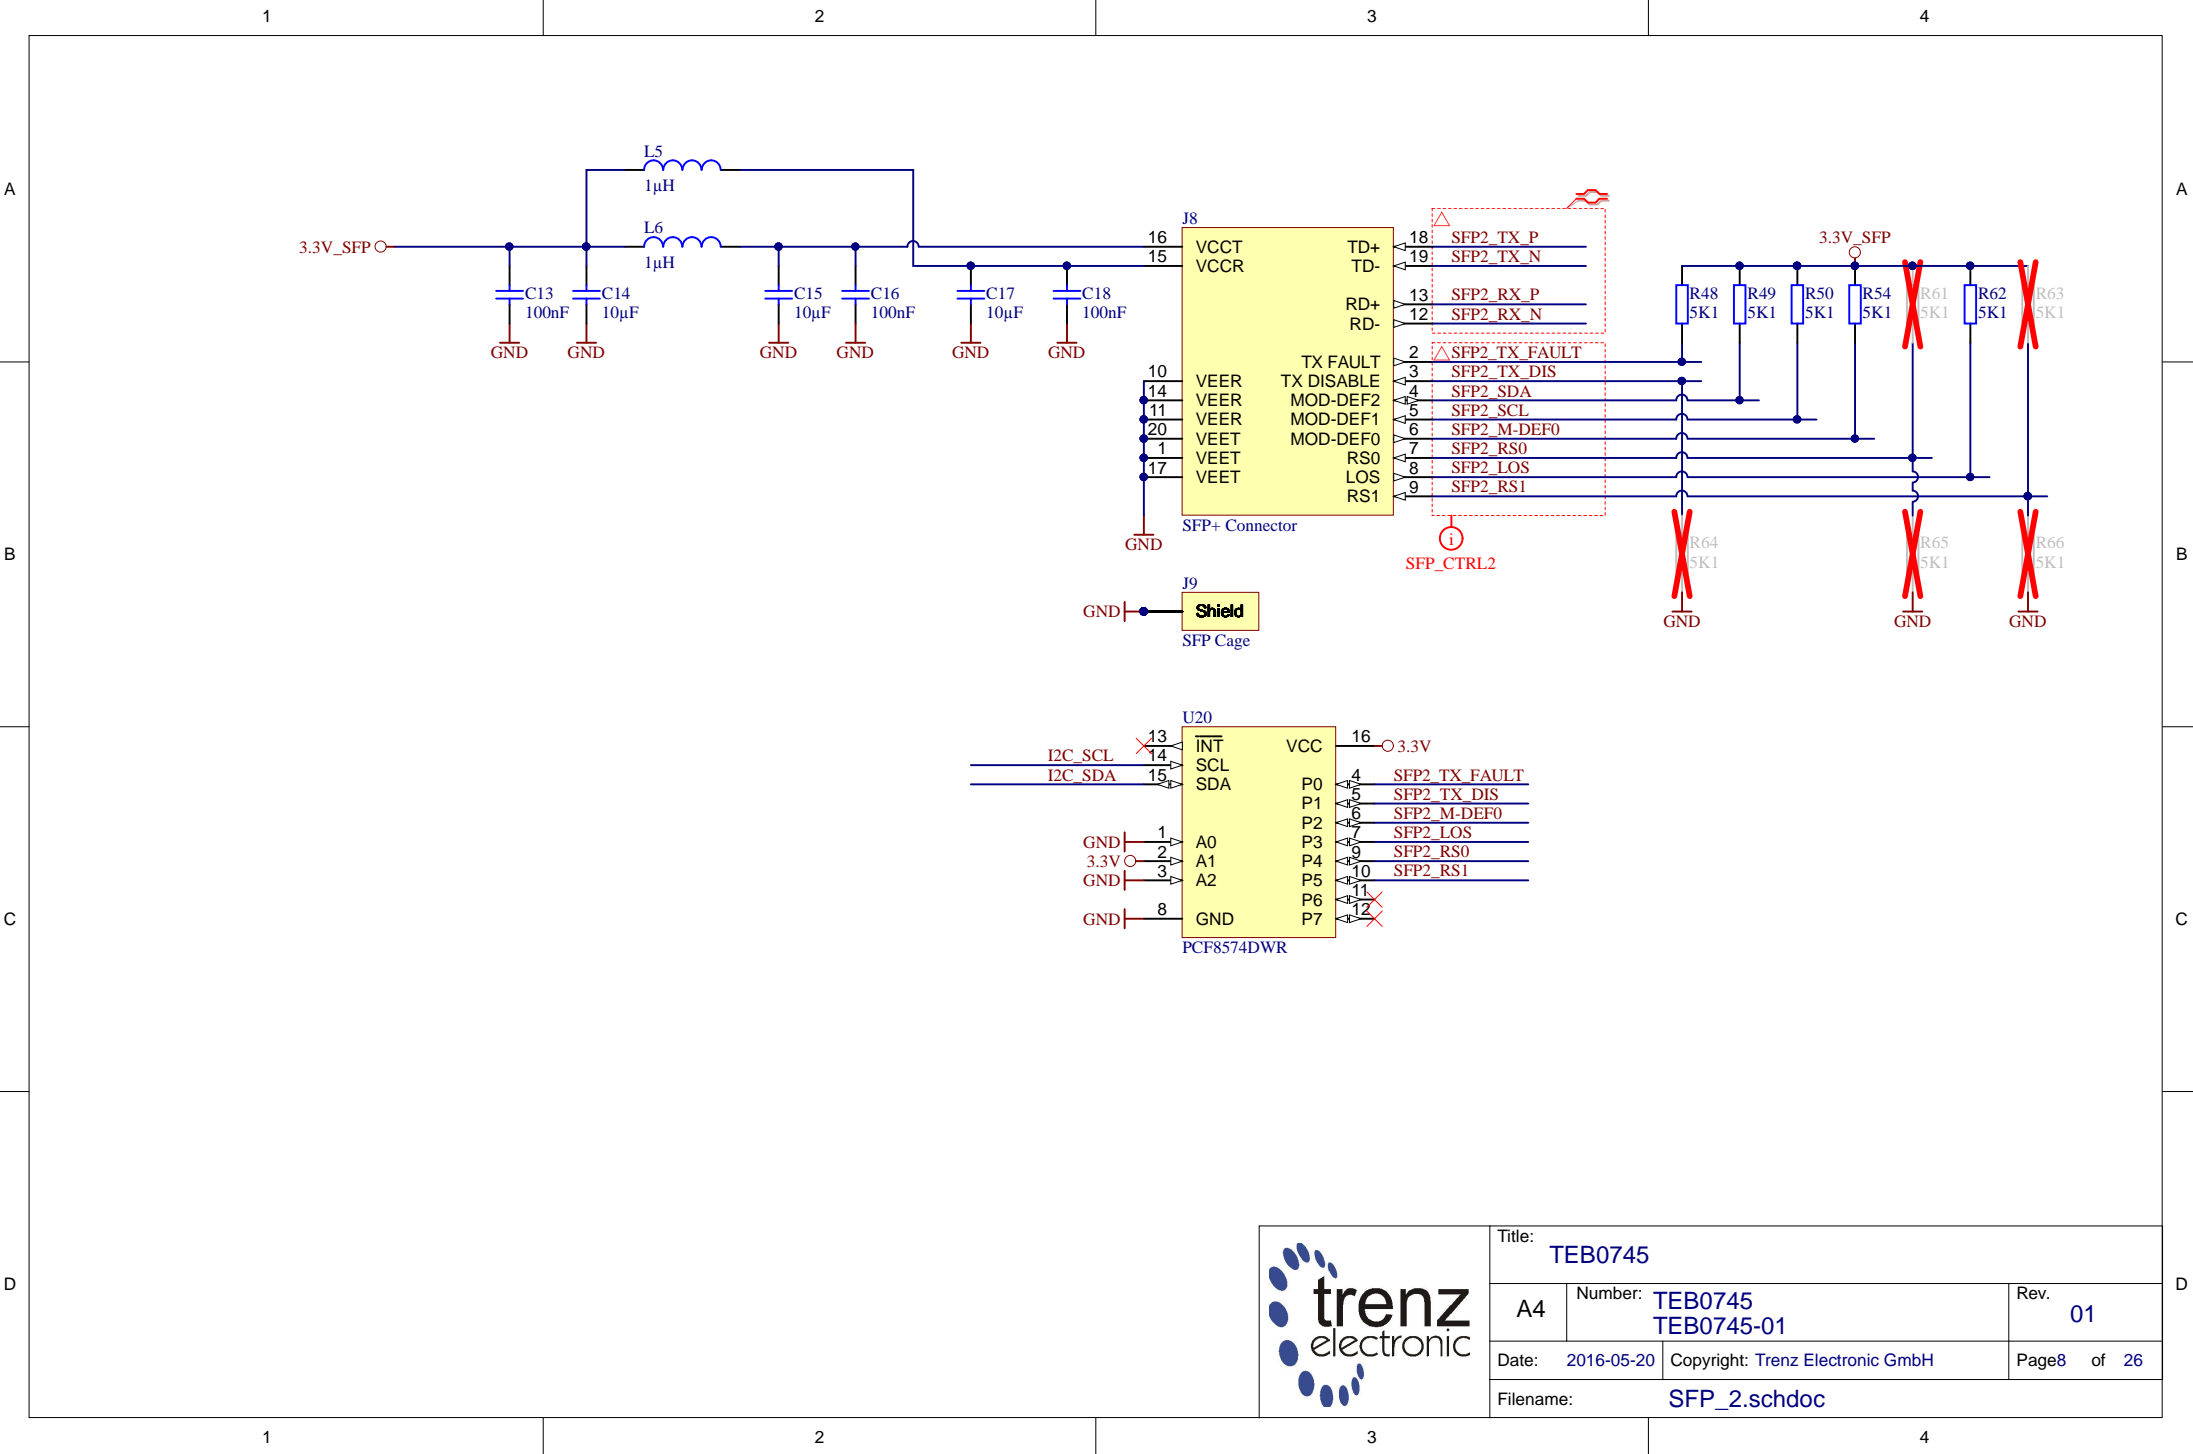 1 2 3 4
A A
L5
1µH
3.3V_SFP
L6
1µH
C13
100nF
C14
10µF
C15
10µF
C16
100nF
C17
10µF
C18
100nF
GND GND GND GND GND GND
J8
16 VCCT TD+ 18 SFP2_TX_P
15 VCCR TD- 19 SFP2_TX_N
RD+ 13 SFP2_RX_P
RD- 12 SFP2_RX_N
TX FAULT 2 SFP2_TX_FAULT
10 VEER TX DISABLE 3 SFP2_TX_DIS
14 VEER MOD-DEF2 4 SFP2_SDA
11 VEER MOD-DEF1 5 SFP2_SCL
20 VEET MOD-DEF0 6 SFP2_M-DEF0
1 VEET RS0 7 SFP2_RS0
17 VEET LOS 8 SFP2_LOS
RS1 9 SFP2_RS1
SFP+ Connector
GND
i
SFP_CTRL2
3.3V_SFP
R48
5K1
R49
5K1
R50
5K1
R54
5K1
R61
5K1
R62
5K1
R63
5K1
R64
5K1
R65
5K1
R66
5K1
GND GND GND
B B
J9
GND Shield
SFP Cage
U20
13 INT VCC 16 3.3V
I2C_SCL 14 SCL
I2C_SDA 15 SDA P0 4 SFP2_TX_FAULT
P1 5 SFP2_TX_DIS
P2 6 SFP2_M-DEF0
GND 1 A0 P3 7 SFP2_LOS
3.3V 2 A1 P4 9 SFP2_RS0
GND 3 A2 P5 10 SFP2_RS1
P6 11
GND 8 GND P7 12
PCF8574DWR
C C
D D
trenz
electronic
Title:
TEB0745
A4
Number: TEB0745
TEB0745-01
Rev.
01
Date: 2016-05-20 Copyright: Trenz Electronic GmbH Page8 of 26
Filename: SFP_2.schdoc
1 2 3 4